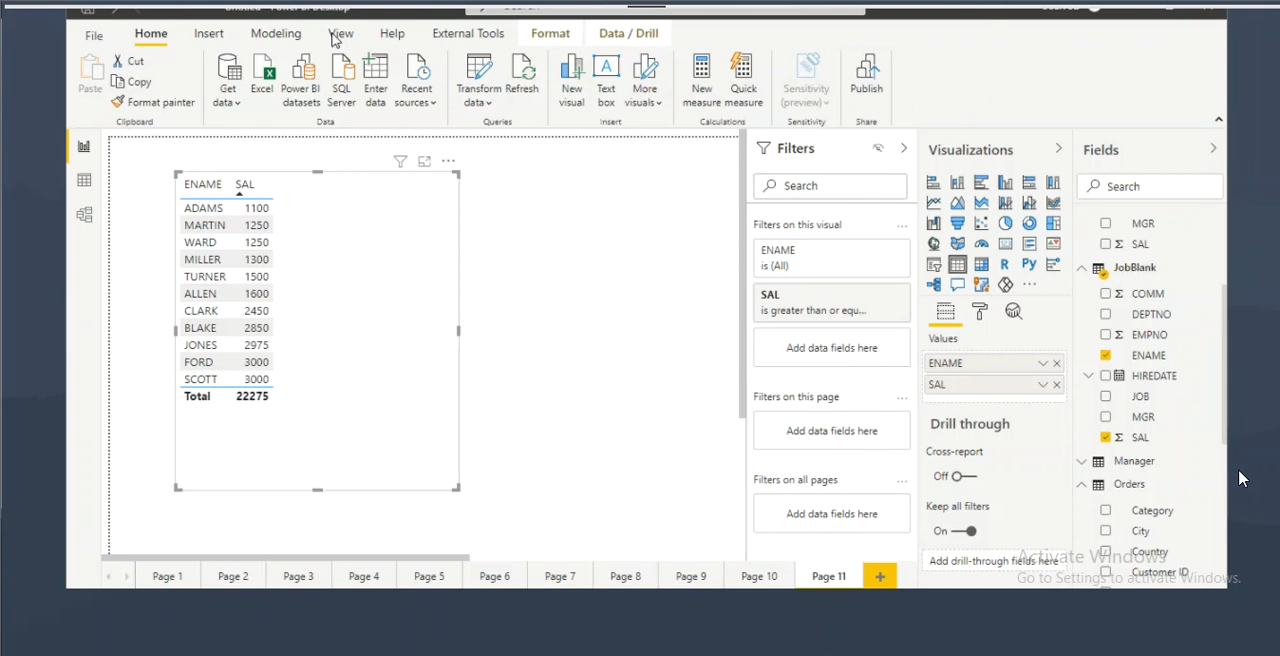 File Home Insert Modeling View Help External Tools Format Data / Drill
Paste
Cut
Copy
Format painter
Clipboard
Get data
Excel
Power BI datasets
SQL Server
Enter data
Recent sources
Data
Transform data
Refresh
Queries
New visual
Text box
More visuals
Insert
New measure
Quick measure
Calculations
Sensitivity (preview)
Sensitivity
Publish
Share
ENAME SAL
ADAMS 1100
MARTIN 1250
WARD 1250
MILLER 1300
TURNER 1500
ALLEN 1600
CLARK 2450
BLAKE 2850
JONES 2975
FORD 3000
SCOTT 3000
Total 22275
Filters
Search
Filters on this visual ...
ENAME
is (All)
SAL
is greater than or equ...
Add data fields here
Filters on this page ...
Add data fields here
Filters on all pages ...
Add data fields here
Visualizations
R Py
Values
ENAME
SAL
Drill through
Cross-report
Off
Keep all filters
On
Add drill-through fields here
Fields
Search
MGR
Σ SAL
JobBlank
Σ COMM
DEPTNO
Σ EMPNO
ENAME
HIREDATE
JOB
MGR
Σ SAL
Manager
Orders
Category
City
Country
Customer ID
Activate Windows
Go to Settings to activate Windows.
Page 1 Page 2 Page 3 Page 4 Page 5 Page 6 Page 7 Page 8 Page 9 Page 10 Page 11 +